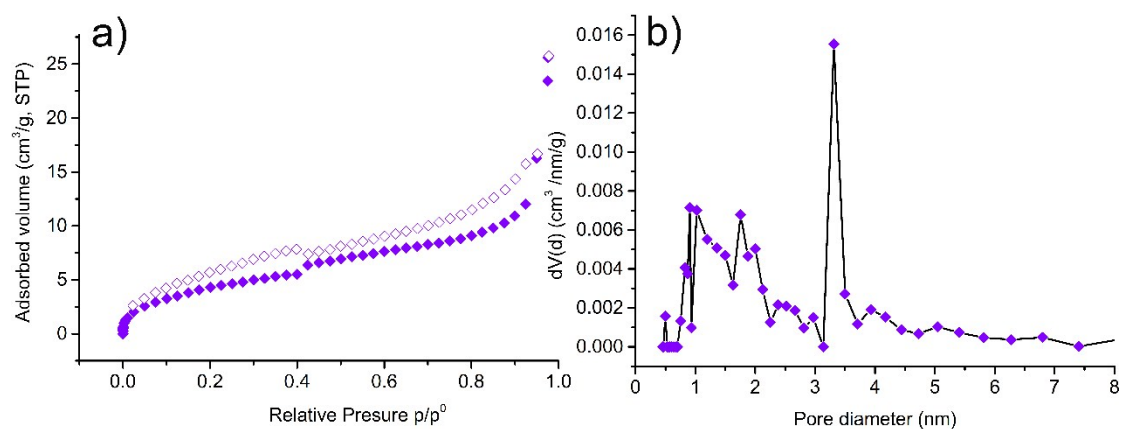 a)
25
20
15
10
5
0
Adsorbed volume (cm³/g, STP)
0.0 0.2 0.4 0.6 0.8 1.0
Relative Presure p/p⁰
b)
0.016
0.014
0.012
0.010
0.008
0.006
0.004
0.002
0.000
dV(d) (cm³ /nm/g)
0 1 2 3 4 5 6 7 8
Pore diameter (nm)